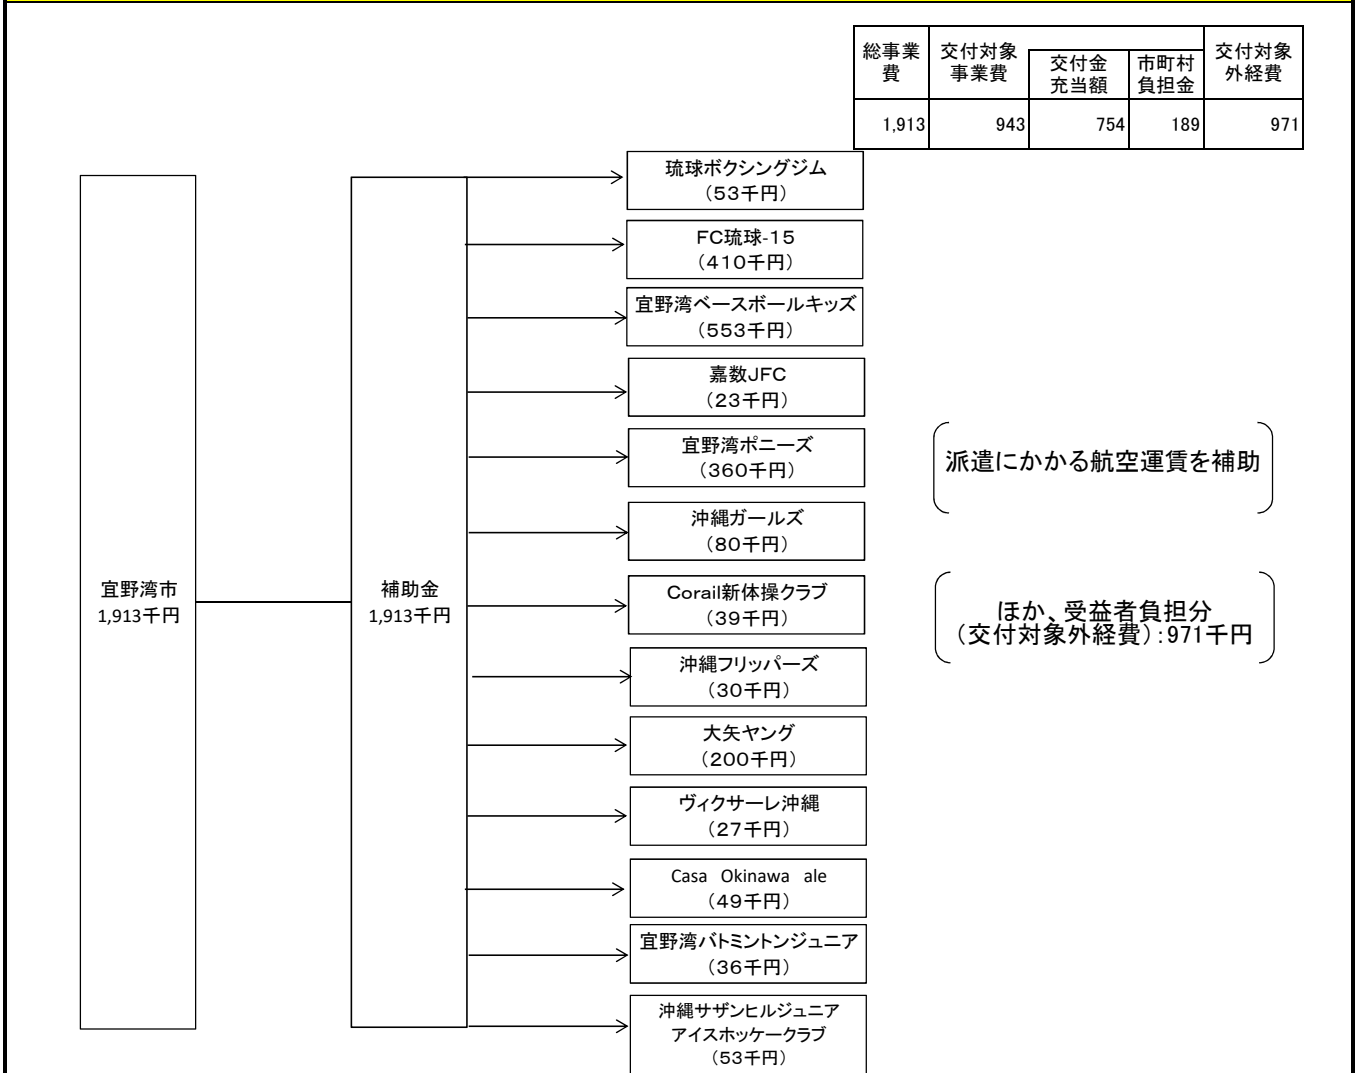 総事業
費
交付対象
事業費
交付金
充当額
市町村
負担金
交付対象
外経費
1,913
943
754
189
971
琉球ボクシングジム
（53千円）
FC琉球-15
（410千円）
宜野湾ベースボールキッズ
（553千円）
嘉数JFC
（23千円）
宜野湾ポニーズ
（360千円）
派遣にかかる航空運賃を補助
沖縄ガールズ
（80千円）
宜野湾市
1,913千円
補助金
1,913千円
Corail新体操クラブ
（39千円）
ほか、受益者負担分
（交付対象外経費）：971千円
沖縄フリッパーズ
（30千円）
大矢ヤング
（200千円）
ヴィクサーレ沖縄
（27千円）
Casa Okinawa ale
（49千円）
宜野湾バトミントンジュニア
（36千円）
沖縄サザンヒルジュニア
アイスホッケークラブ
（53千円）